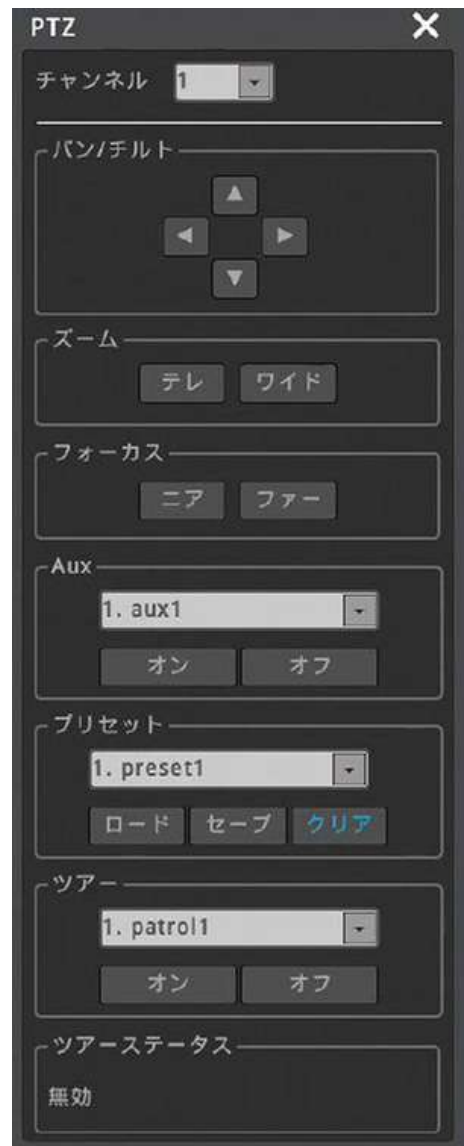 PTZ
チャンネル 1
パン/チルト
ズーム
テレ ワイド
フォーカス
ニア ファー
Aux
1. aux1
オン オフ
プリセット
1. preset1
ロード セーブ クリア
ツアー
1. patrol1
オン オフ
ツアーステータス
無効